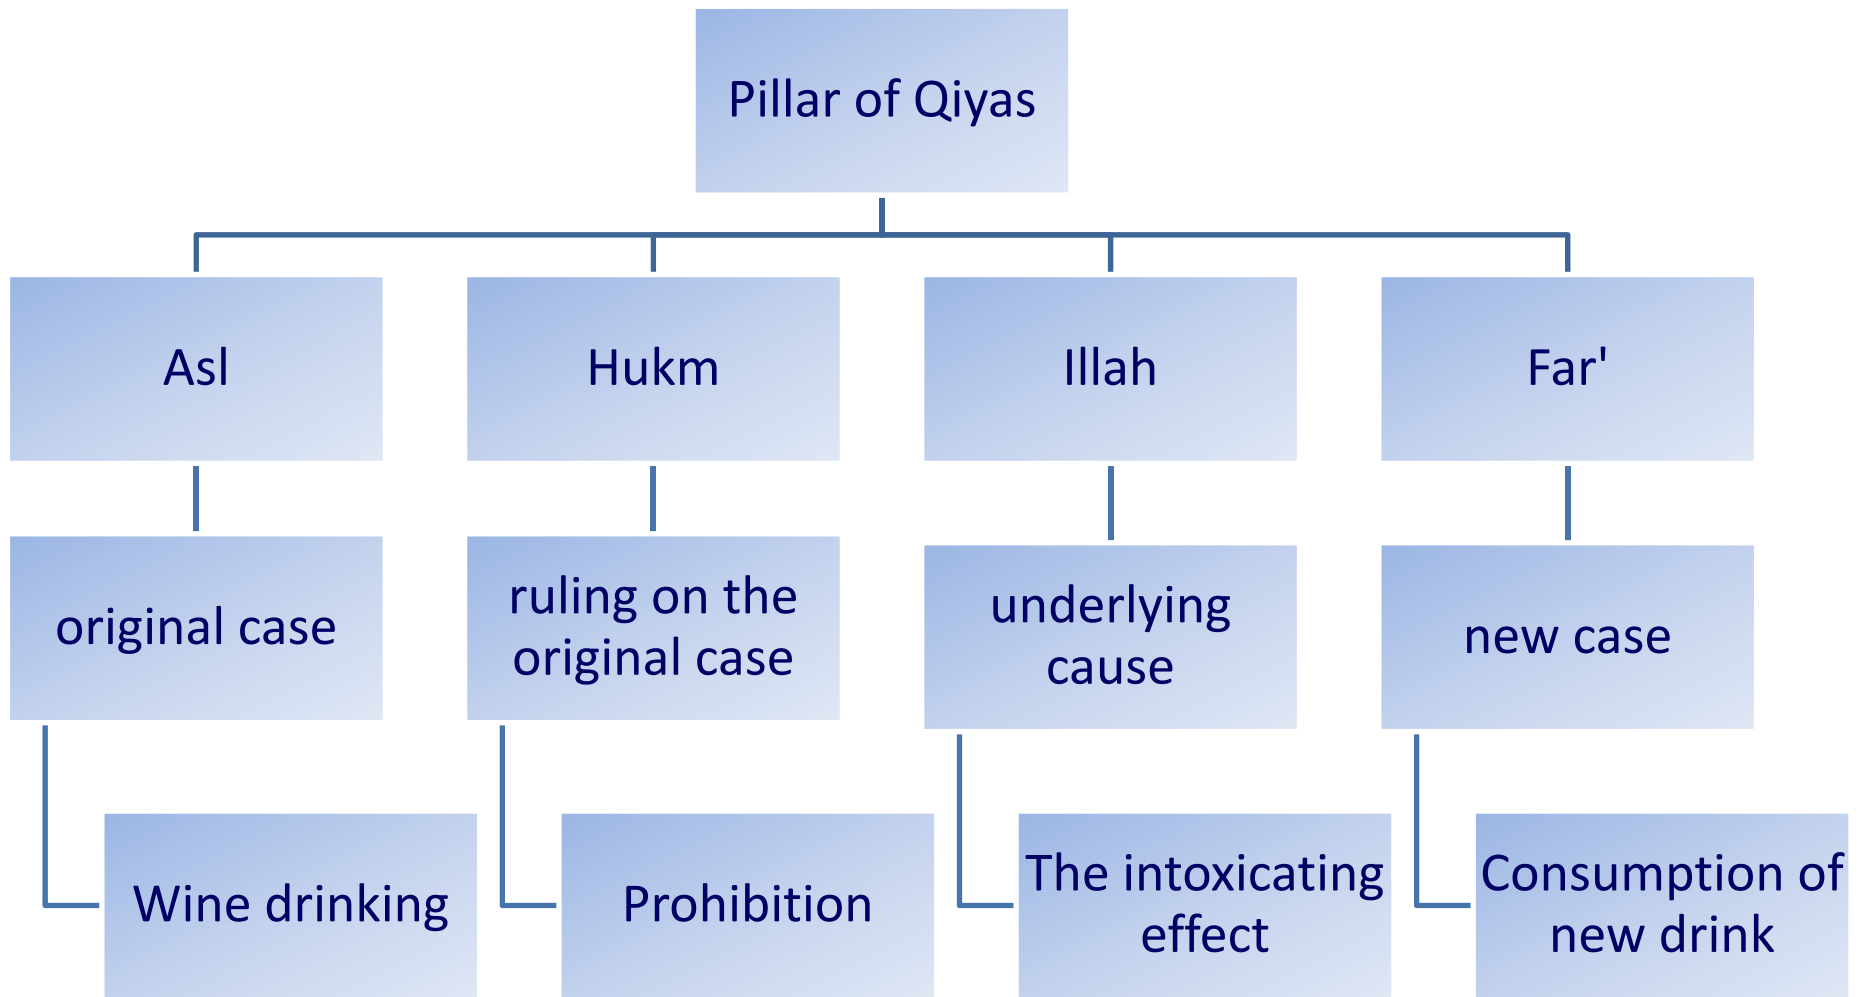 Pillar of Qiyas
Asl
Hukm
Illah
Far'
original case
ruling on the
original case
underlying
cause
new case
Wine drinking
Prohibition
The intoxicating
effect
Consumption of
new drink